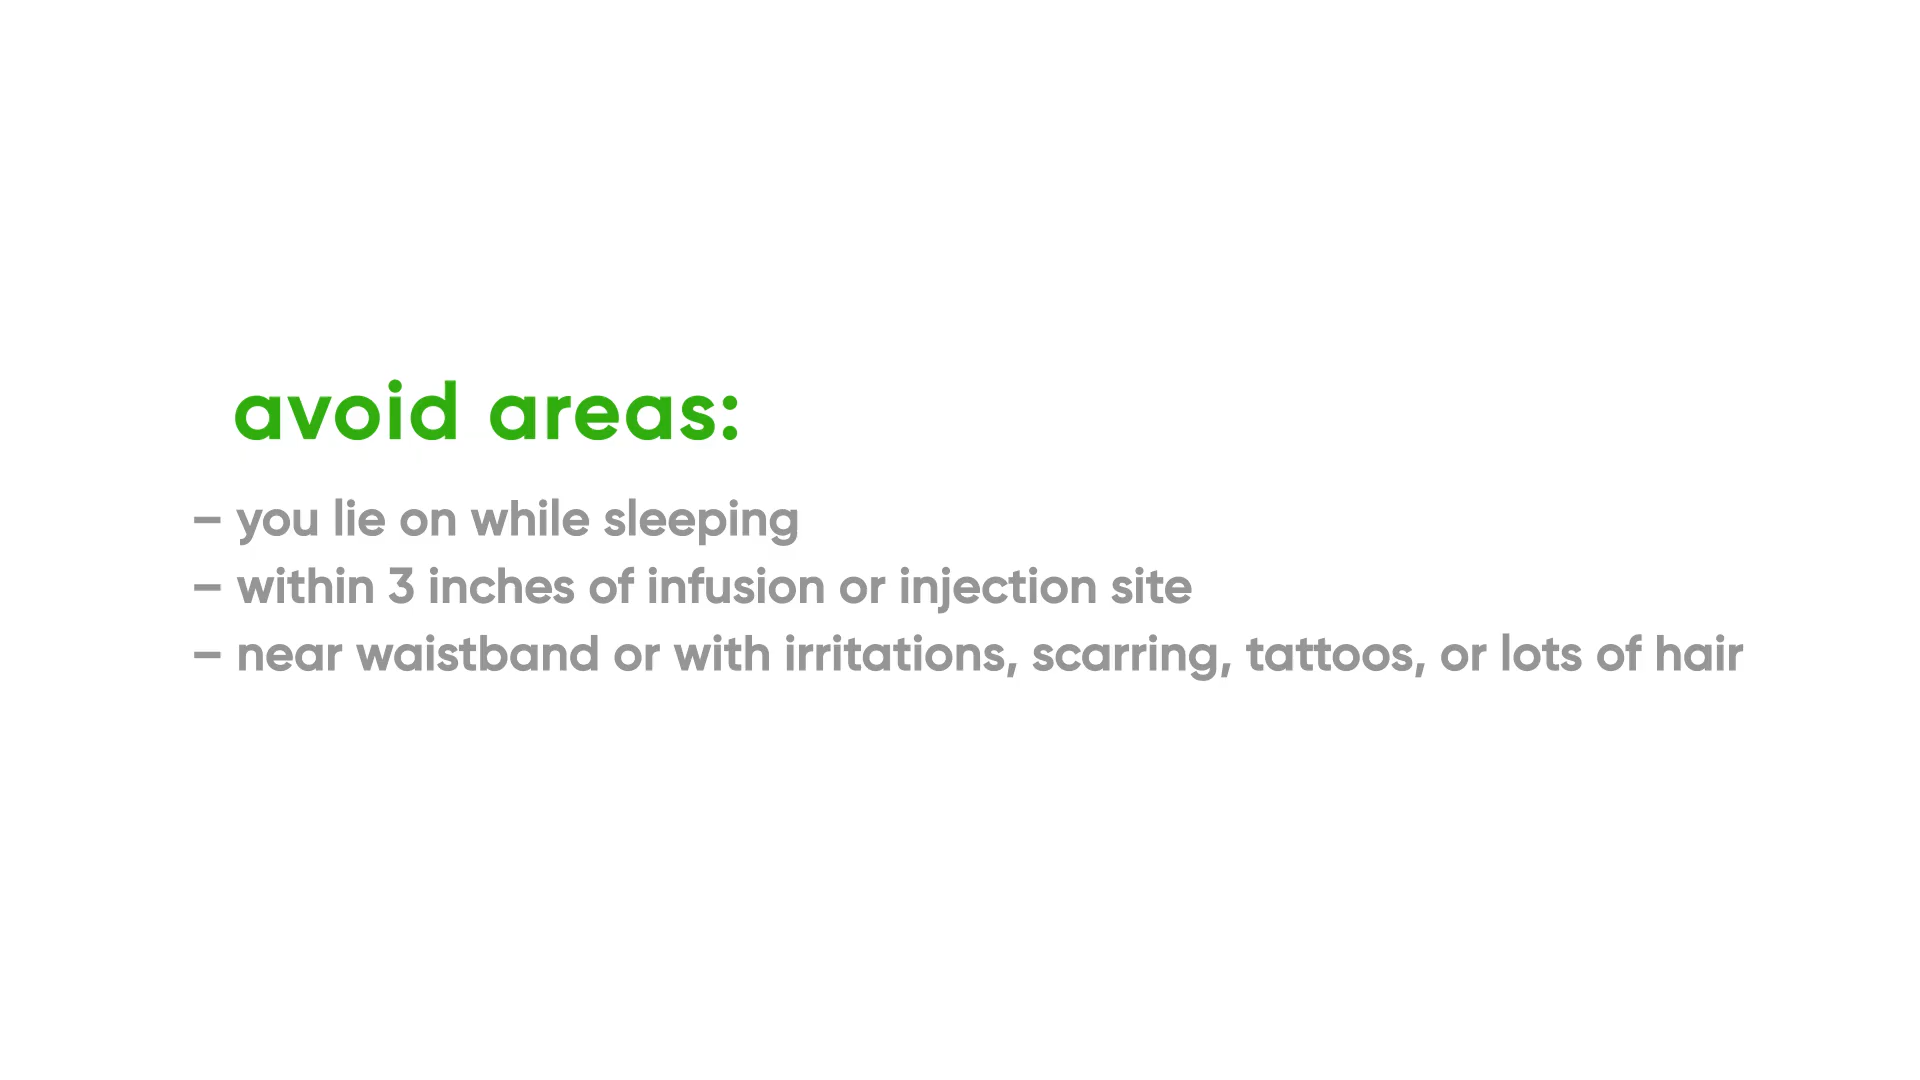 avoid areas:
– you lie on while sleeping
– within 3 inches of infusion or injection site
– near waistband or with irritations, scarring, tattoos, or lots of hair